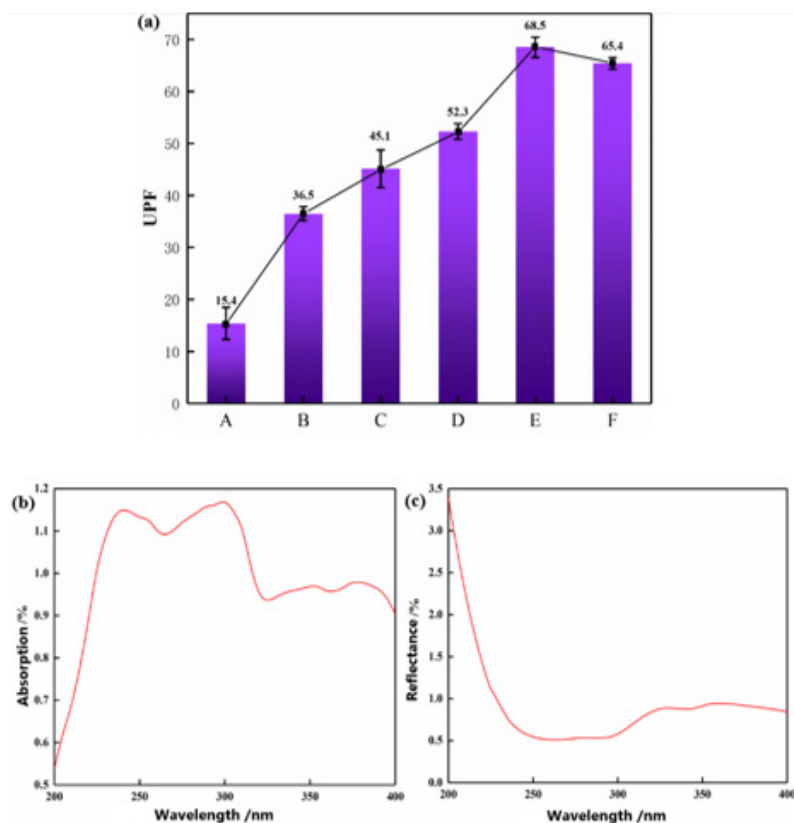 (a)
70
60
50
40
30
20
10
0
UPF
15.4
36.5
45.1
52.3
68.5
65.4
A B C D E F
(b)
1.2
1.1
1.0
0.9
0.8
0.7
0.6
0.5
Absorption /%
200 250 300 350 400
Wavelength /nm
(c)
3.5
3.0
2.5
2.0
1.5
1.0
0.5
0.0
Reflectance /%
200 250 300 350 400
Wavelength /nm